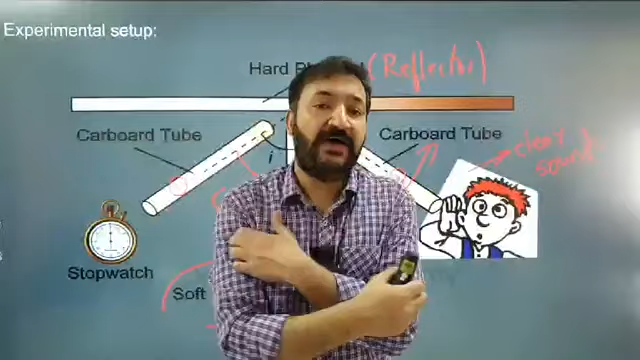 Experimental setup:
Hard (Reflector)
Carboard Tube
Carboard Tube
i
clear
sound
Stopwatch
Soft